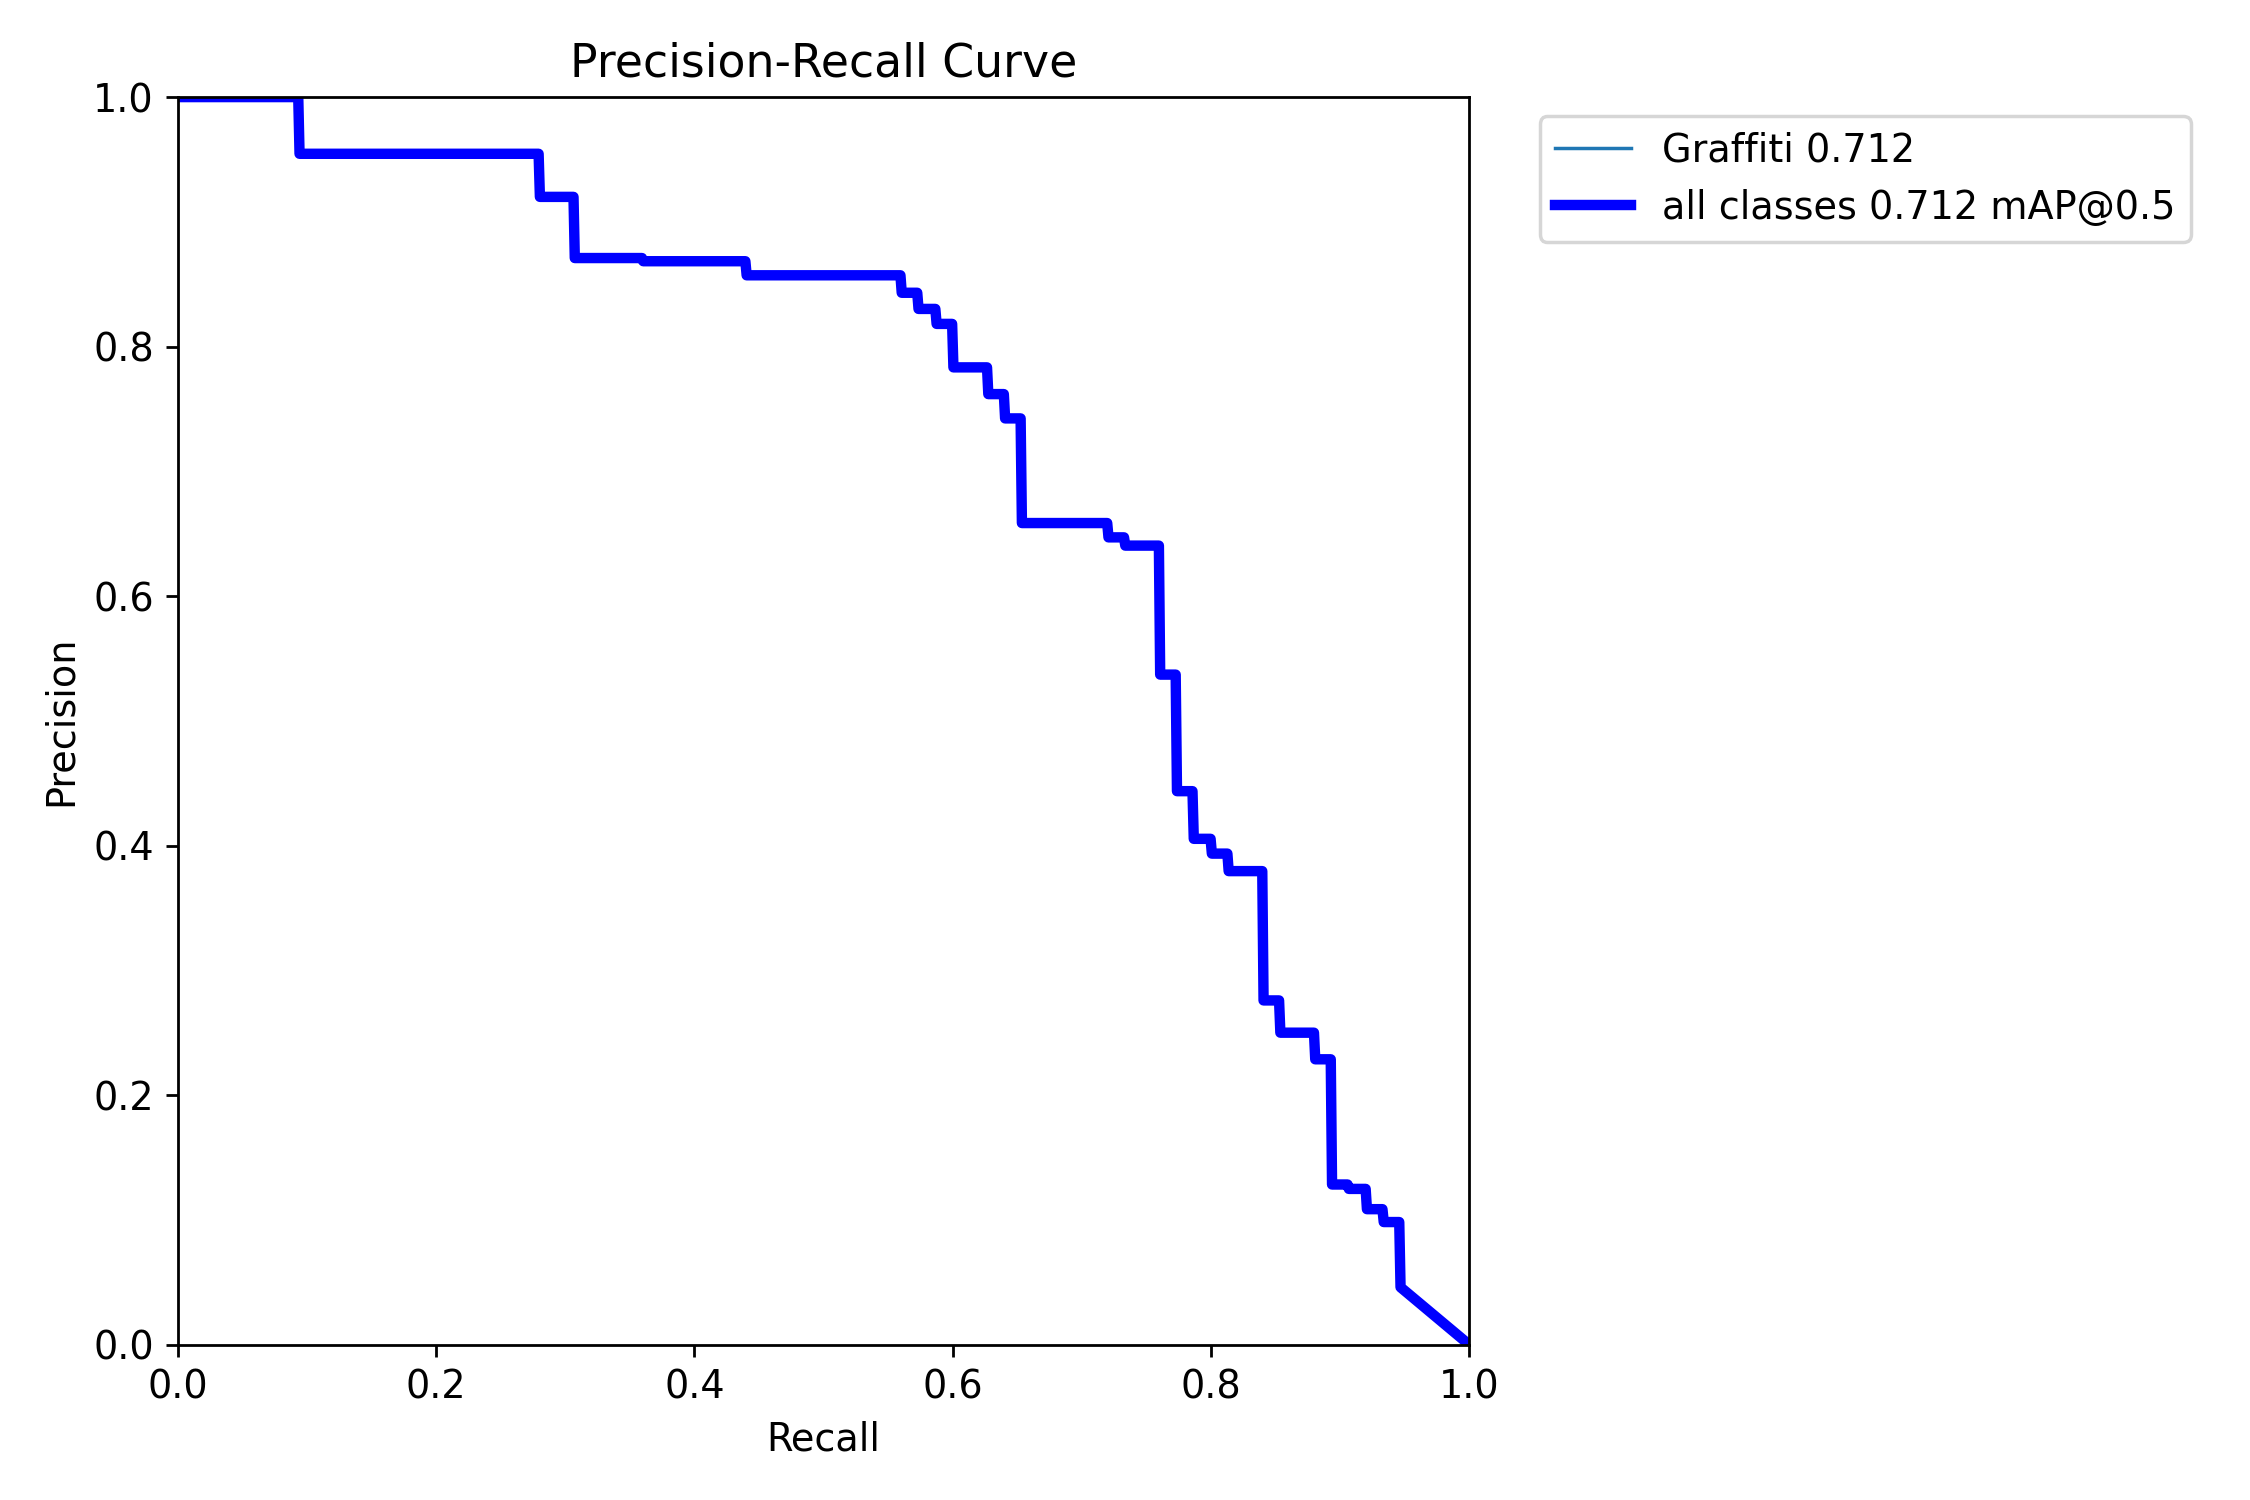 Precision-Recall Curve
1.0
0.8
0.6
0.4
0.2
0.0
Precision
0.0 0.2 0.4 0.6 0.8 1.0
Recall
Graffiti 0.712
all classes 0.712 mAP@0.5